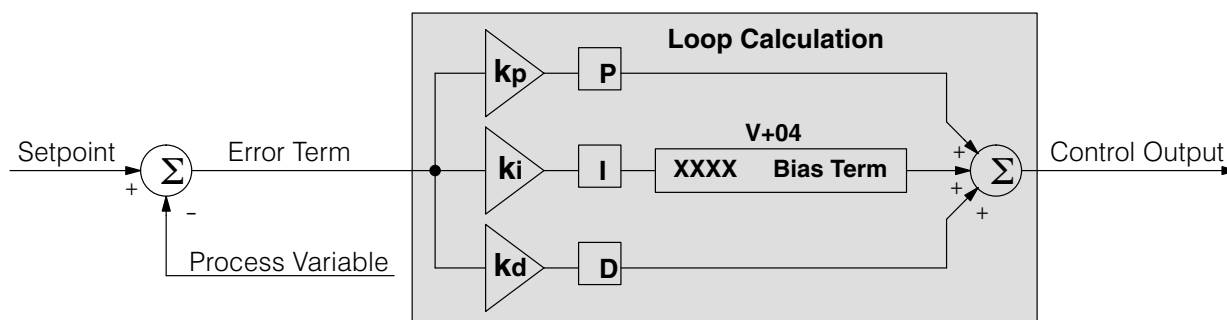 Loop Calculation
kp
P
Setpoint
Σ
+
−
Error Term
ki
I
V+04
XXXX Bias Term
+
+
+
Σ
Control Output
Process Variable
kd
D